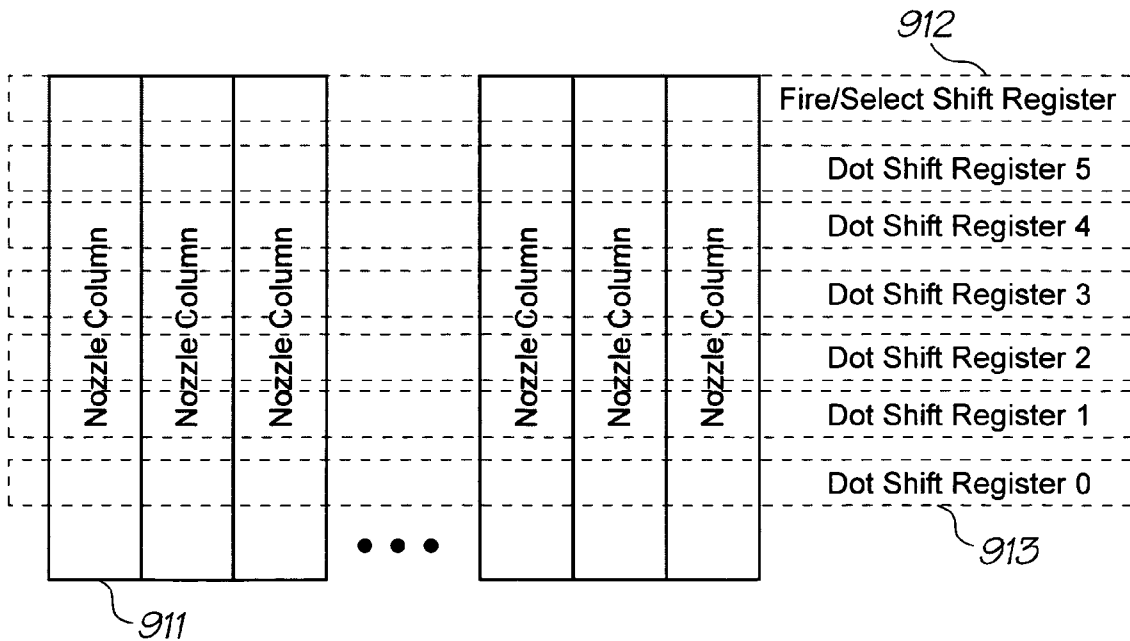 912
Fire/Select Shift Register
Dot Shift Register 5
Dot Shift Register 4
Dot Shift Register 3
Dot Shift Register 2
Dot Shift Register 1
Dot Shift Register 0
Nozzle Column
Nozzle Column
Nozzle Column
Nozzle Column
Nozzle Column
Nozzle Column
913
911